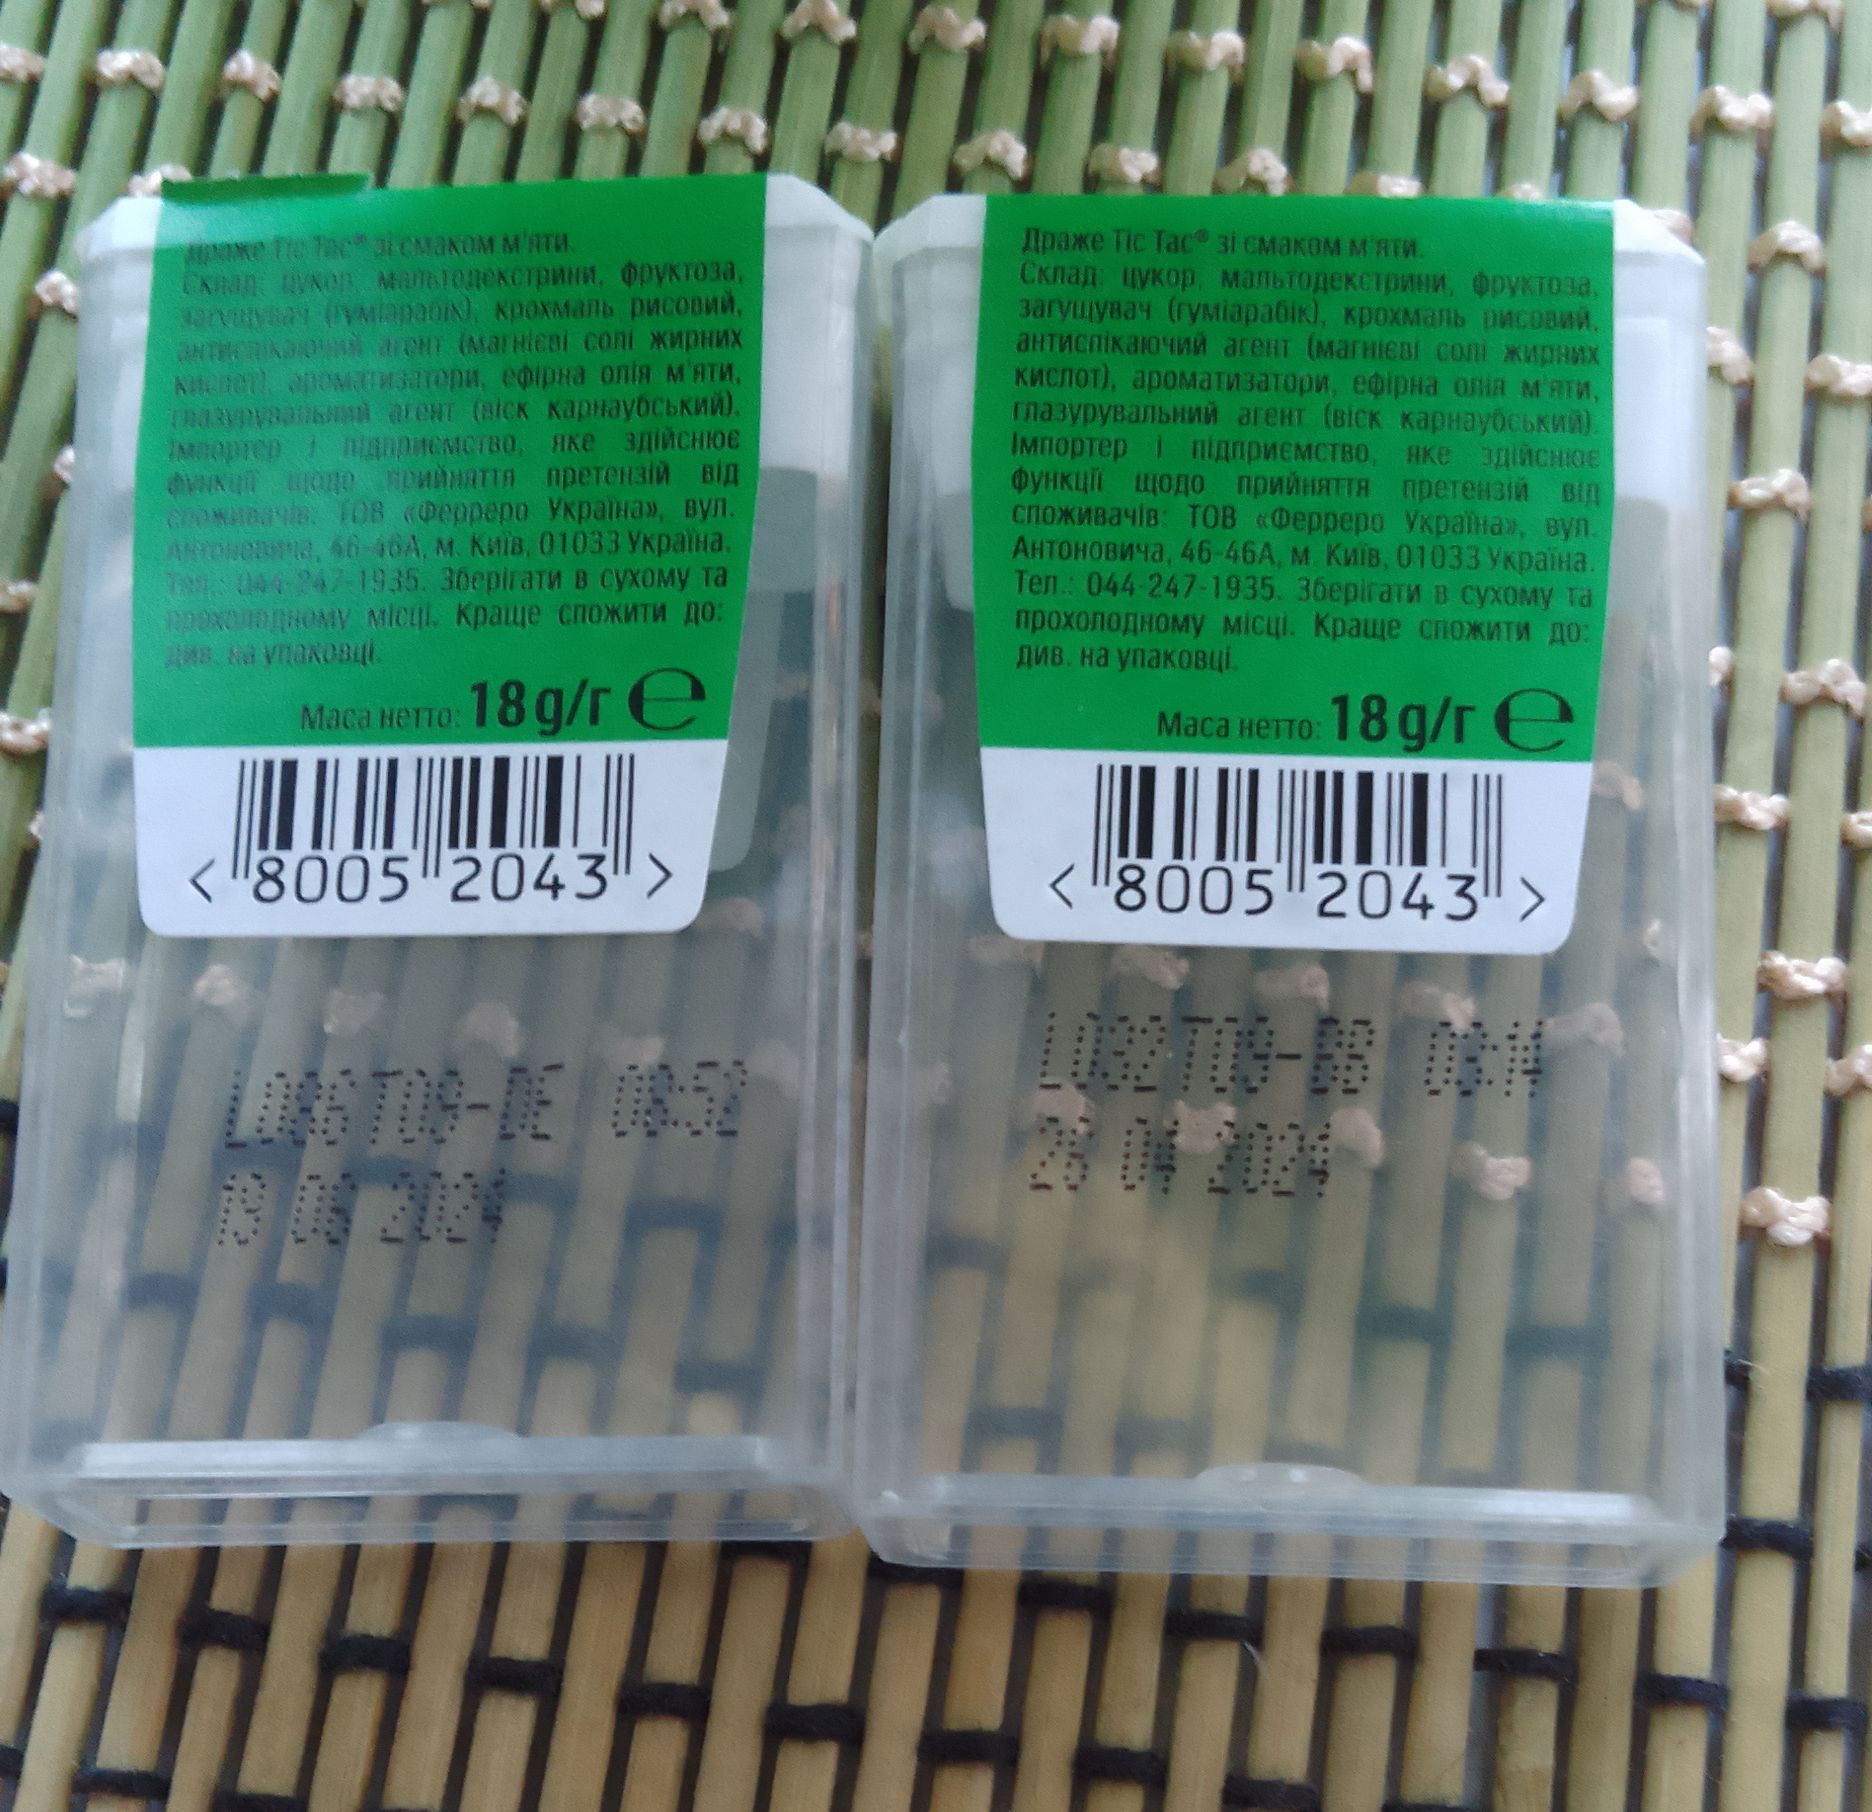 Драже Tic Tac® зі смаком м'яти.
Склад: цукор, мальтодекстрини, фруктоза,
загущувач (гуміарабік), крохмаль рисовий,
антиспікаючий агент (магнієві солі жирних
кислот), ароматизатори, ефірна олія м'яти,
глазурувальний агент (віск карнаубський).
Імпортер і підприємство, яке здійснює
функції щодо прийняття претензій від
споживачів: ТОВ «Ферреро Україна», вул.
Антоновича, 46-46А, м. Київ, 01033 Україна.
Тел.: 044-247-1935. Зберігати в сухому та
прохолодному місці. Краще спожити до:
див. на упаковці.
Маса нетто: 18 g/г ℮
< 8005 2043 >
08:52
2024
Драже Tic Tac® зі смаком м'яти.
Склад: цукор, мальтодекстрини, фруктоза,
загущувач (гуміарабік), крохмаль рисовий,
антиспікаючий агент (магнієві солі жирних
кислот), ароматизатори, ефірна олія м'яти,
глазурувальний агент (віск карнаубський).
Імпортер і підприємство, яке здійснює
функції щодо прийняття претензій від
споживачів: ТОВ «Ферреро Україна», вул.
Антоновича, 46-46А, м. Київ, 01033 Україна.
Тел.: 044-247-1935. Зберігати в сухому та
прохолодному місці. Краще спожити до:
див. на упаковці.
Маса нетто: 18 g/г ℮
< 8005 2043 >
2024